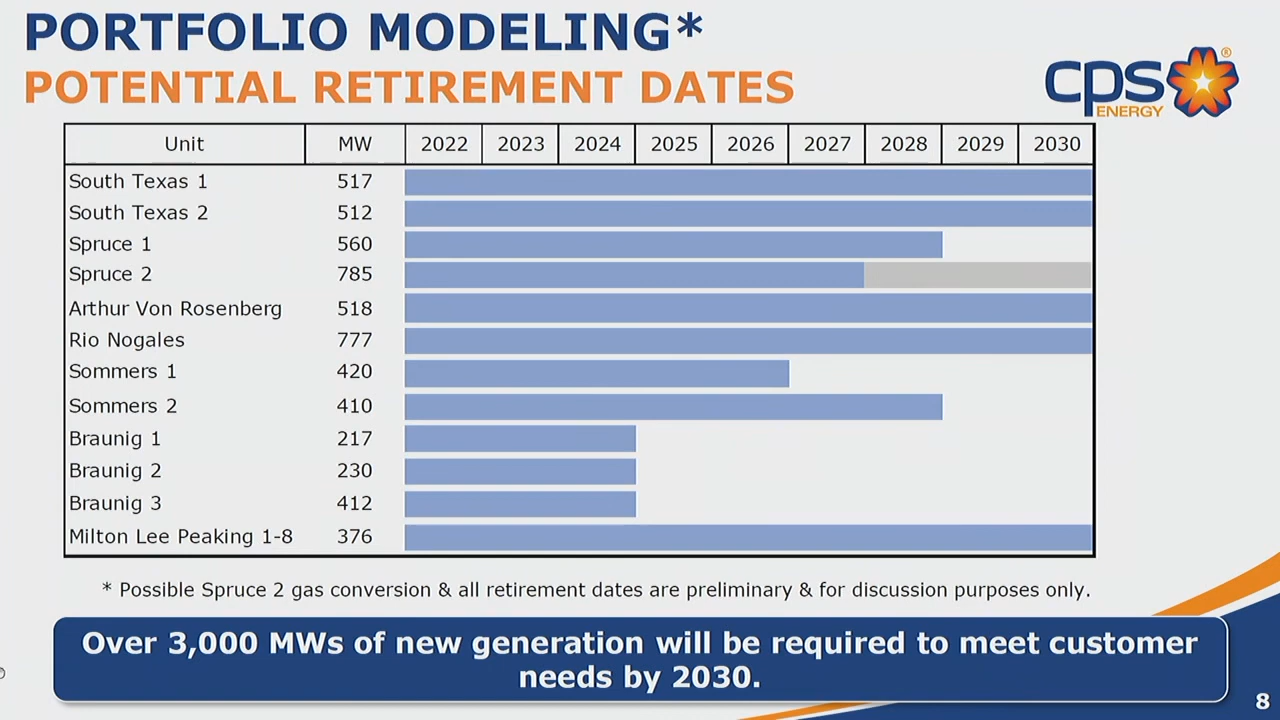 PORTFOLIO MODELING*
POTENTIAL RETIREMENT DATES
cps
ENERGY
®
Unit MW 2022 2023 2024 2025 2026 2027 2028 2029 2030
South Texas 1 517
South Texas 2 512
Spruce 1 560
Spruce 2 785
Arthur Von Rosenberg 518
Rio Nogales 777
Sommers 1 420
Sommers 2 410
Braunig 1 217
Braunig 2 230
Braunig 3 412
Milton Lee Peaking 1-8 376
* Possible Spruce 2 gas conversion & all retirement dates are preliminary & for discussion purposes only.
Over 3,000 MWs of new generation will be required to meet customer
needs by 2030.
8